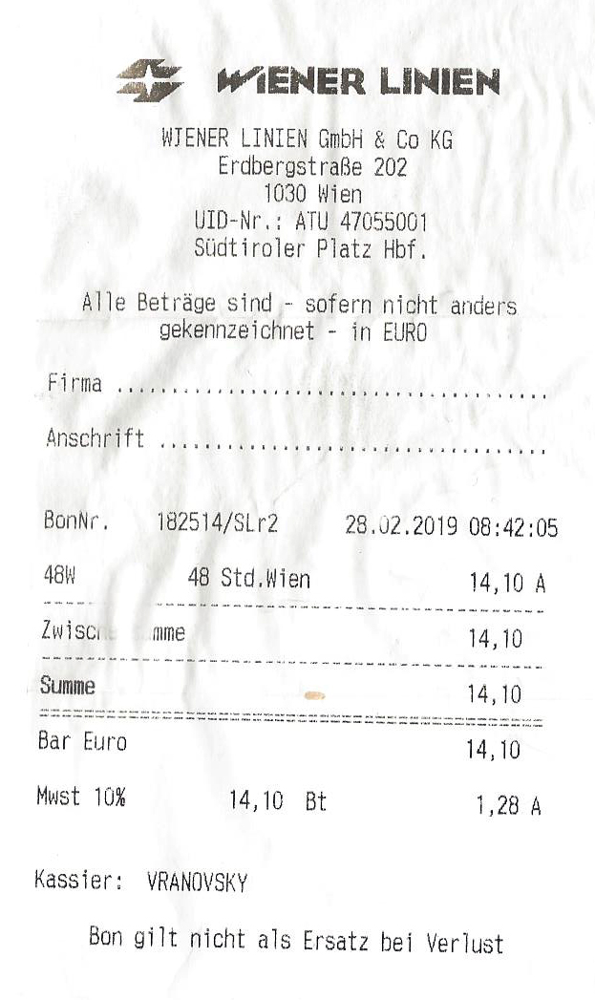 WIENER LINIEN
WIENER LINIEN GmbH & Co KG
Erdbergstraße 202
1030 Wien
UID-Nr.: ATU 47055001
Südtiroler Platz Hbf.
Alle Beträge sind - sofern nicht anders
gekennzeichnet - in EURO
Firma ........................................
Anschrift ....................................
BonNr. 182514/SLr2 28.02.2019 08:42:05
48W 48 Std.Wien 14,10 A
14,10
Summe 14,10
Bar Euro 14,10
Mwst 10% 14,10 Bt 1,28 A
Kassier: VRANOVSKY
Bon gilt nicht als Ersatz bei Verlust